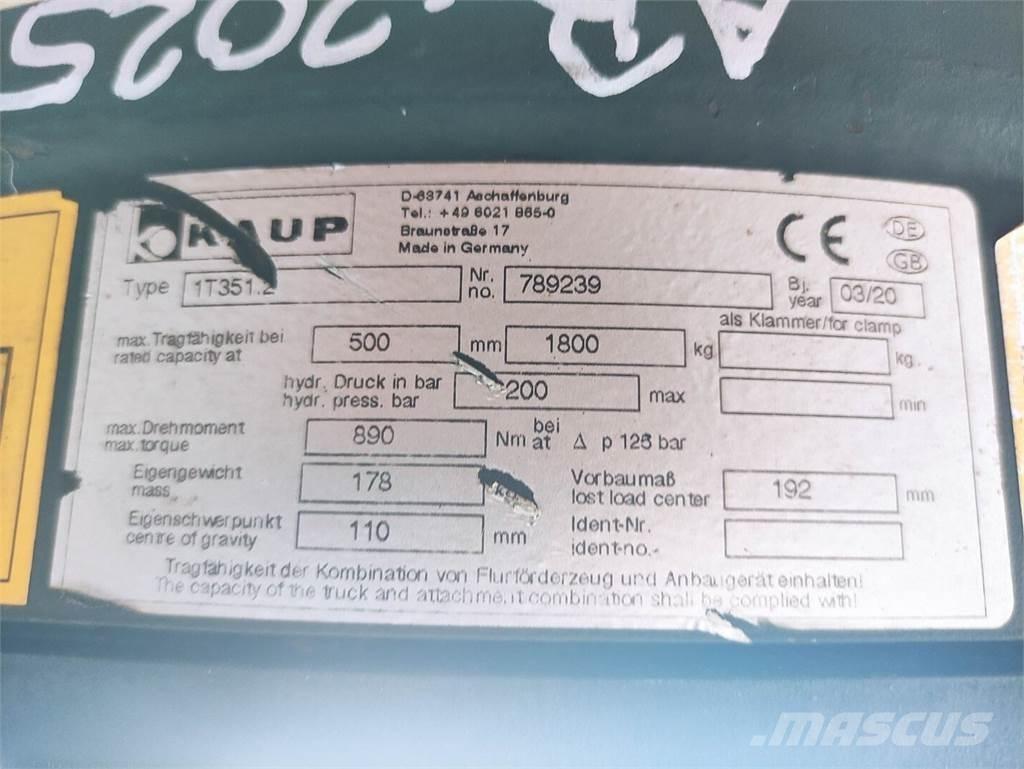 AB.2025
KAUP
D-63741 Aschaffenburg
Tel.: +49 6021 865-0
Braunstraße 17
Made in Germany
CE
DE
GB
Type 1T351.2 Nr. no. 789239 Bj. year 03/20
max. Tragfähigkeit bei rated capacity at 500 mm 1800 kg als Klammer/for clamp kg
hydr. Druck in bar hydr. press. bar 200 max min
max. Drehmoment max. torque 890 Nm bei at Δ p 125 bar
Eigengewicht mass 178 kg Vorbaumaß lost load center 192 mm
Eigenschwerpunkt centre of gravity 110 mm Ident-Nr. ident-no.-
Tragfähigkeit der Kombination von Flurförderzeug und Anbaugerät einhalten!
The capacity of the truck and attachment combination shall be complied with!
MASCUS